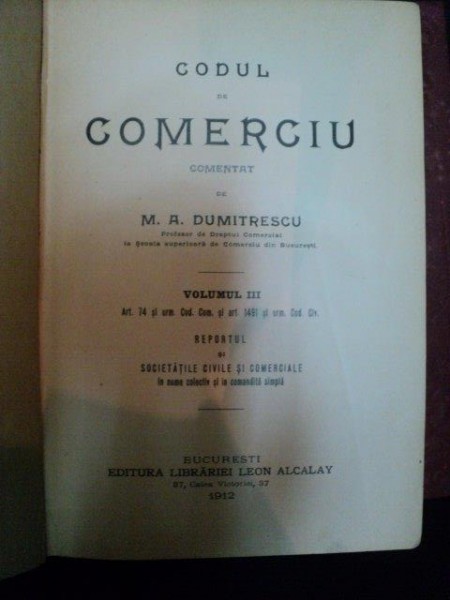 CODUL
DE
COMERCIU
COMENTAT
DE
M. A. DUMITRESCU
Profesor de Dreptul Comercial
la Școala superioară de Comerciu din București.
VOLUMUL III
Art. 74 și urm. Cod. Com. și art. 1491 și urm. Cod. Civ.
REPORTUL
ȘI
SOCIETĂȚILE CIVILE ȘI COMERCIALE
în nume colectiv și în comandită simplă
BUCUREȘTI
EDITURA LIBRĂRIEI LEON ALCALAY
37, Calea Victoriei, 37
1912